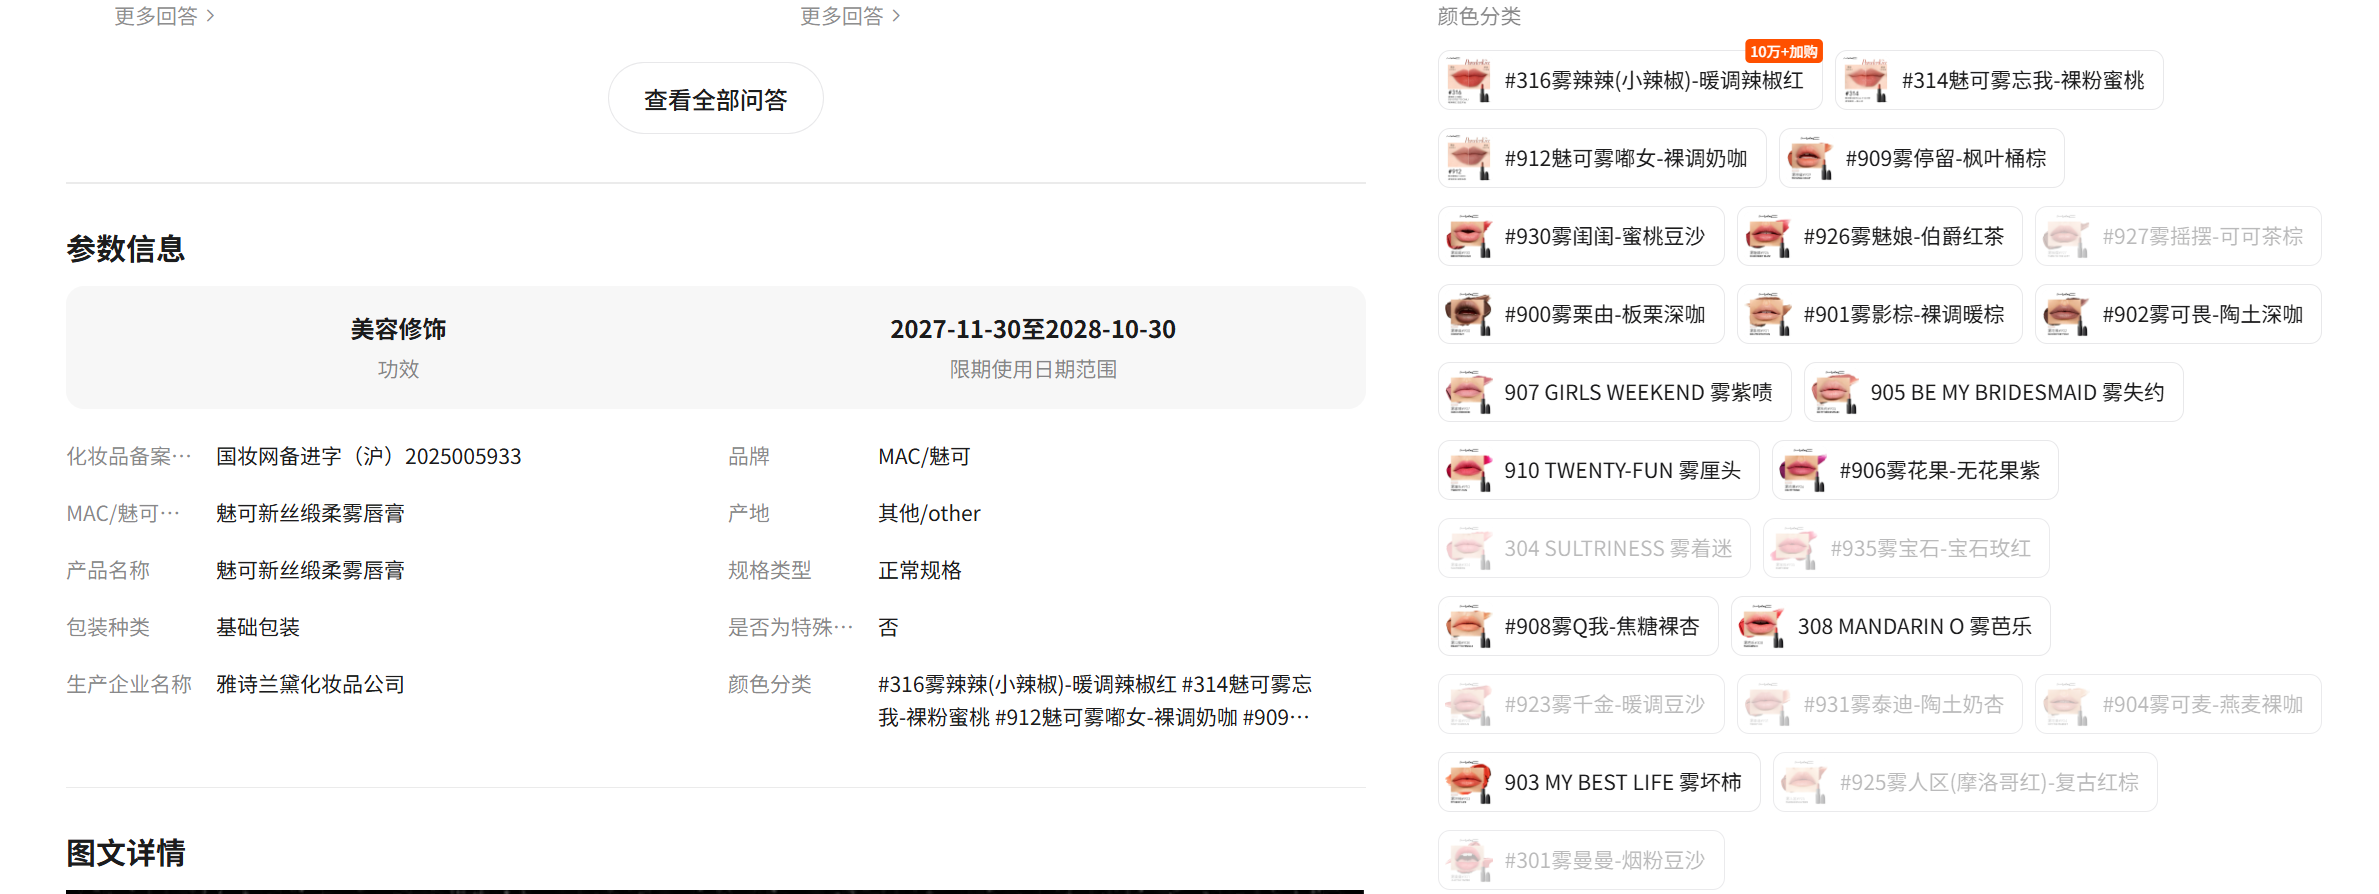 更多回答 >
更多回答 >
查看全部问答
参数信息
美容修饰
功效
2027-11-30至2028-10-30
限期使用日期范围
化妆品备案…
国妆网备进字（沪）2025005933
品牌
MAC/魅可
MAC/魅可…
魅可新丝缎柔雾唇膏
产地
其他/other
产品名称
魅可新丝缎柔雾唇膏
规格类型
正常规格
包装种类
基础包装
是否为特殊…
否
生产企业名称
雅诗兰黛化妆品公司
颜色分类
#316雾辣辣(小辣椒)-暖调辣椒红 #314魅可雾忘
我-裸粉蜜桃 #912魅可雾嘟女-裸调奶咖 #909…
图文详情
颜色分类
10万+加购
#316雾辣辣(小辣椒)-暖调辣椒红
#314魅可雾忘我-裸粉蜜桃
#912魅可雾嘟女-裸调奶咖
#909雾停留-枫叶桶棕
#930雾闺闺-蜜桃豆沙
#926雾魅娘-伯爵红茶
#927雾摇摆-可可茶棕
#900雾栗由-板栗深咖
#901雾影棕-裸调暖棕
#902雾可畏-陶土深咖
907 GIRLS WEEKEND 雾紫啧
905 BE MY BRIDESMAID 雾失约
910 TWENTY-FUN 雾厘头
#906雾花果-无花果紫
304 SULTRINESS 雾着迷
#935雾宝石-宝石玫红
#908雾Q我-焦糖裸杏
308 MANDARIN O 雾芭乐
#923雾千金-暖调豆沙
#931雾泰迪-陶土奶杏
#904雾可麦-燕麦裸咖
903 MY BEST LIFE 雾坏柿
#925雾人区(摩洛哥红)-复古红棕
#301雾曼曼-烟粉豆沙